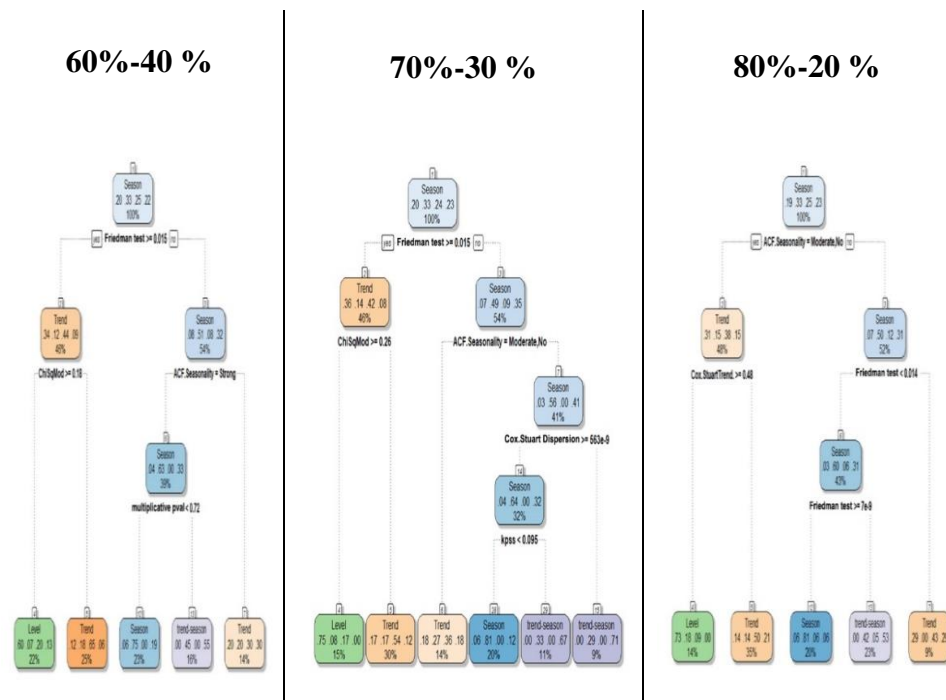 60%-40 %
Season
.20 .33 .25 .22
100%
yes Friedman test >= 0.015 no
Trend
.34 .12 .44 .09
46%
ChiSqMod >= 0.18
Season
.08 .51 .08 .32
54%
ACF.Seasonality = Strong
Season
.04 .63 .00 .33
39%
multiplicative pval < 0.72
Level
.60 .07 .20 .13
22%
Trend
.12 .18 .65 .06
25%
Season
.06 .75 .00 .19
23%
trend-season
.00 .45 .00 .55
16%
Trend
.20 .20 .30 .30
14%
70%-30 %
Season
.20 .33 .24 .23
100%
yes Friedman test >= 0.015 no
Trend
.36 .14 .42 .08
46%
ChiSqMod >= 0.26
Season
.07 .49 .09 .35
54%
ACF.Seasonality = Moderate,No
Season
.03 .56 .00 .41
41%
Cox.Stuart Dispersion >= 563e-9
14
Season
.04 .64 .00 .32
32%
kpss < 0.095
Level
.75 .08 .17 .00
15%
Trend
.17 .17 .54 .12
30%
Trend
.18 .27 .36 .18
14%
Season
.06 .81 .00 .12
20%
trend-season
.00 .33 .00 .67
11%
trend-season
.00 .29 .00 .71
9%
80%-20 %
Season
.19 .33 .25 .23
100%
yes ACF.Seasonality = Moderate,No no
Trend
.31 .15 .38 .15
48%
Cox.StuartTrend. >= 0.48
Season
.07 .50 .12 .31
52%
Friedman test < 0.014
Season
.03 .60 .06 .31
43%
Friedman test >= 7e-9
Level
.73 .18 .09 .00
14%
Trend
.14 .14 .50 .21
35%
Season
.06 .81 .06 .06
20%
trend-season
.00 .42 .05 .53
23%
Trend
.29 .00 .43 .2
9%